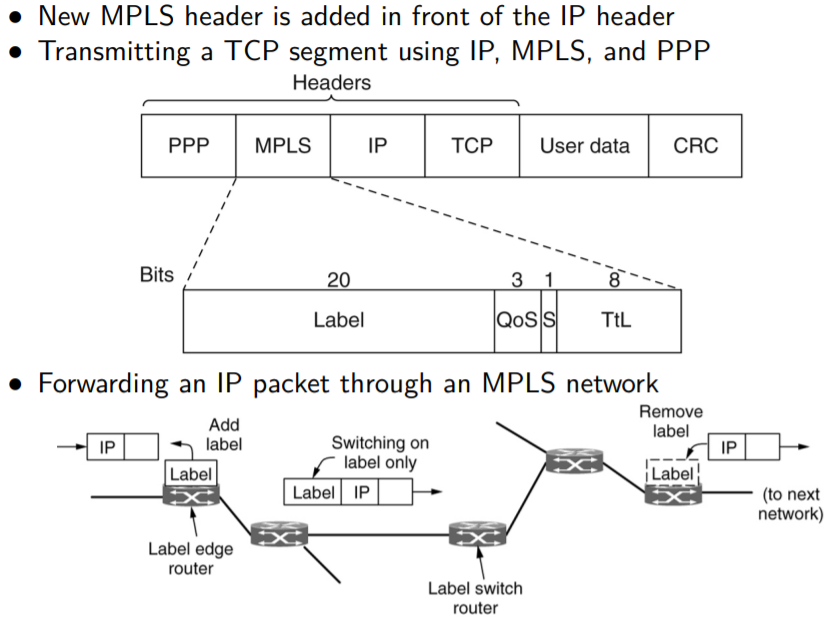 • New MPLS header is added in front of the IP header
• Transmitting a TCP segment using IP, MPLS, and PPP
Headers
PPP MPLS IP TCP User data CRC
Bits 20 3 1 8
Label QoS S TtL
• Forwarding an IP packet through an MPLS network
IP
Add
label
Label
Label edge
router
Switching on
label only
Label IP
Label switch
router
Remove
label
Label
IP
(to next
network)